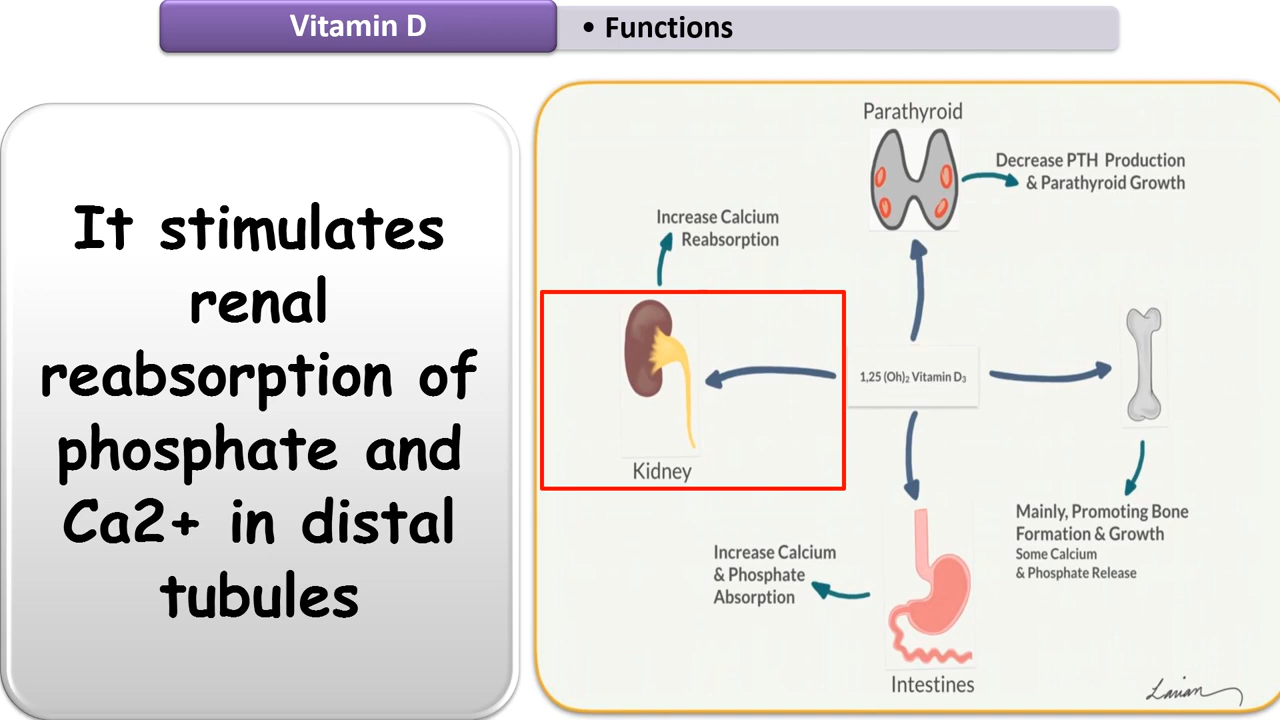 Vitamin D
• Functions
It stimulates
renal
reabsorption of
phosphate and
Ca2+ in distal
tubules
Parathyroid
Decrease PTH Production
& Parathyroid Growth
Increase Calcium
Reabsorption
1,25 (Oh)₂ Vitamin D₃
Kidney
Mainly, Promoting Bone
Formation & Growth
Some Calcium
& Phosphate Release
Increase Calcium
& Phosphate
Absorption
Intestines